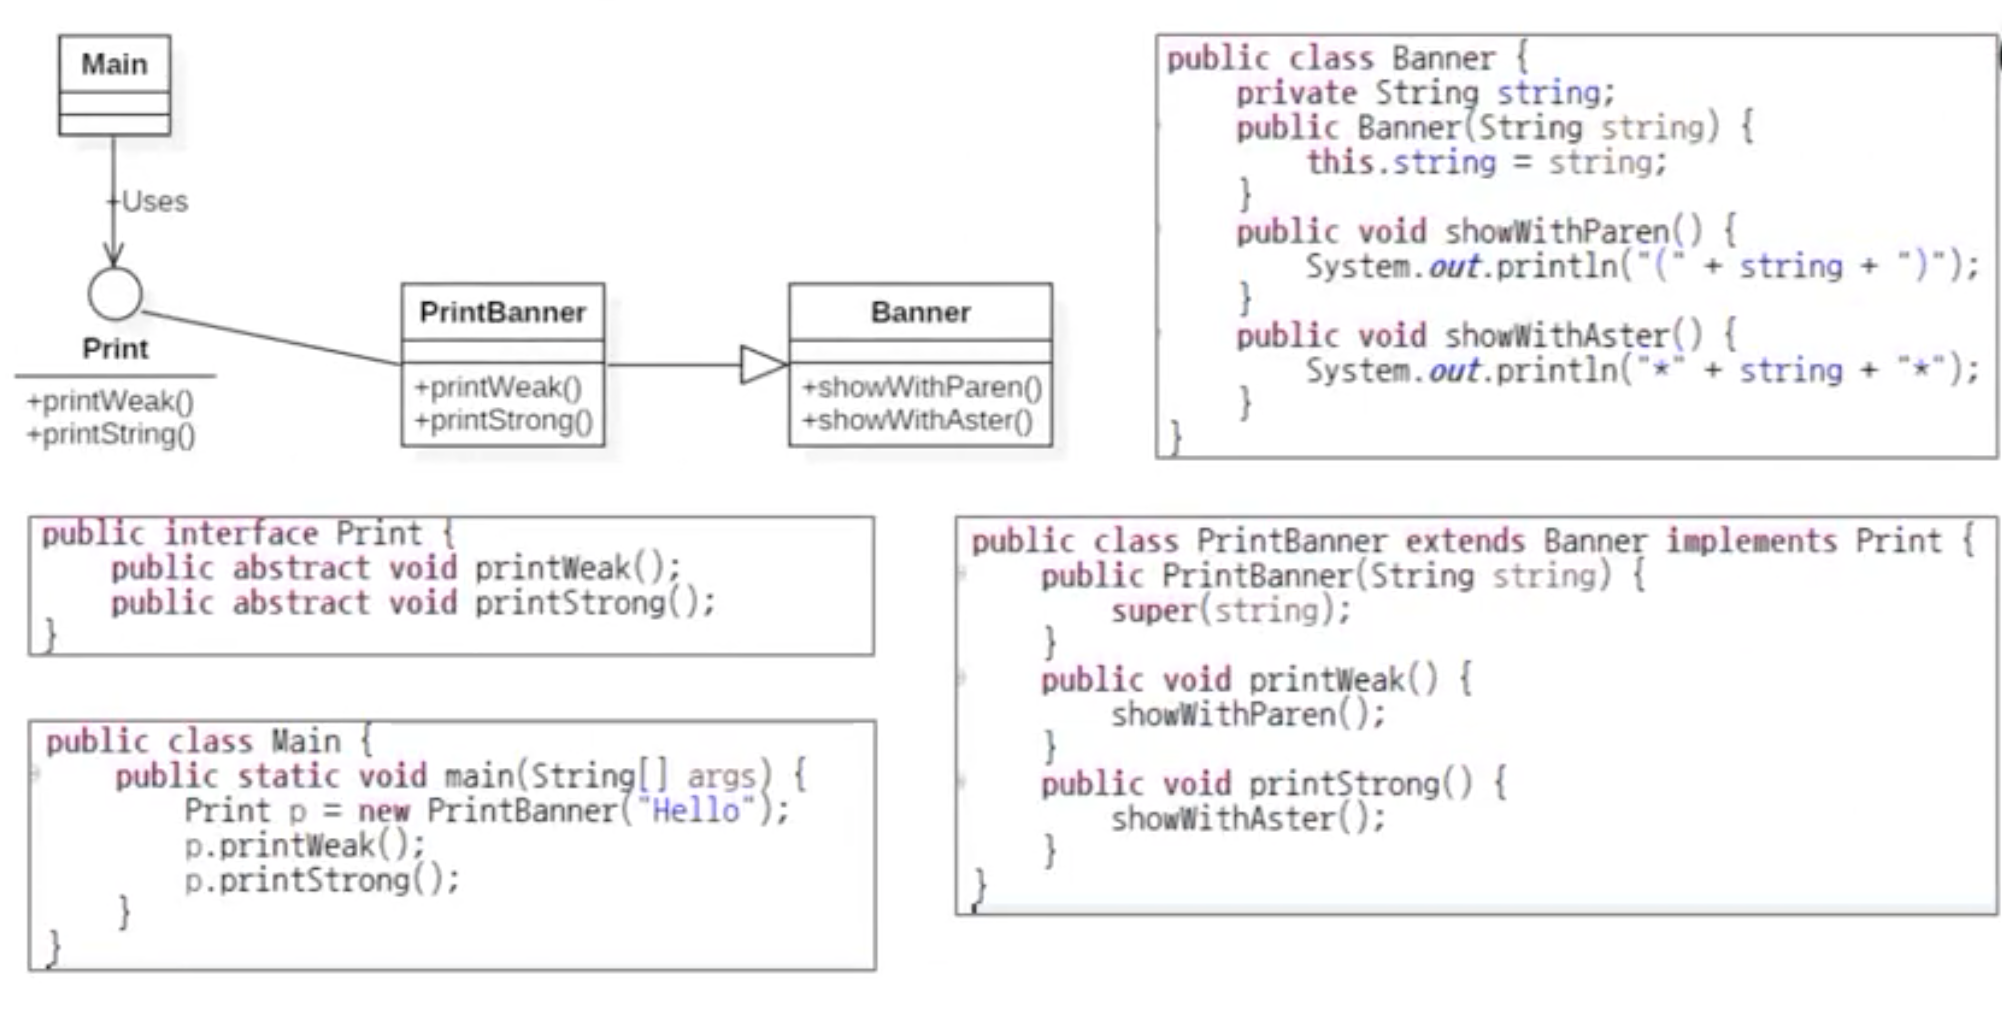 Main
+Uses
Print
+printWeak()
+printString()
PrintBanner
+printWeak()
+printStrong()
Banner
+showWithParen()
+showWithAster()
public class Banner {
private String string;
public Banner(String string) {
this.string = string;
}
public void showWithParen() {
System.out.println("(" + string + ")");
}
public void showWithAster() {
System.out.println("*" + string + "*");
}
}
public interface Print {
public abstract void printWeak();
public abstract void printStrong();
}
public class Main {
public static void main(String[] args) {
Print p = new PrintBanner("Hello");
p.printWeak();
p.printStrong();
}
}
public class PrintBanner extends Banner implements Print {
public PrintBanner(String string) {
super(string);
}
public void printWeak() {
showWithParen();
}
public void printStrong() {
showWithAster();
}
}